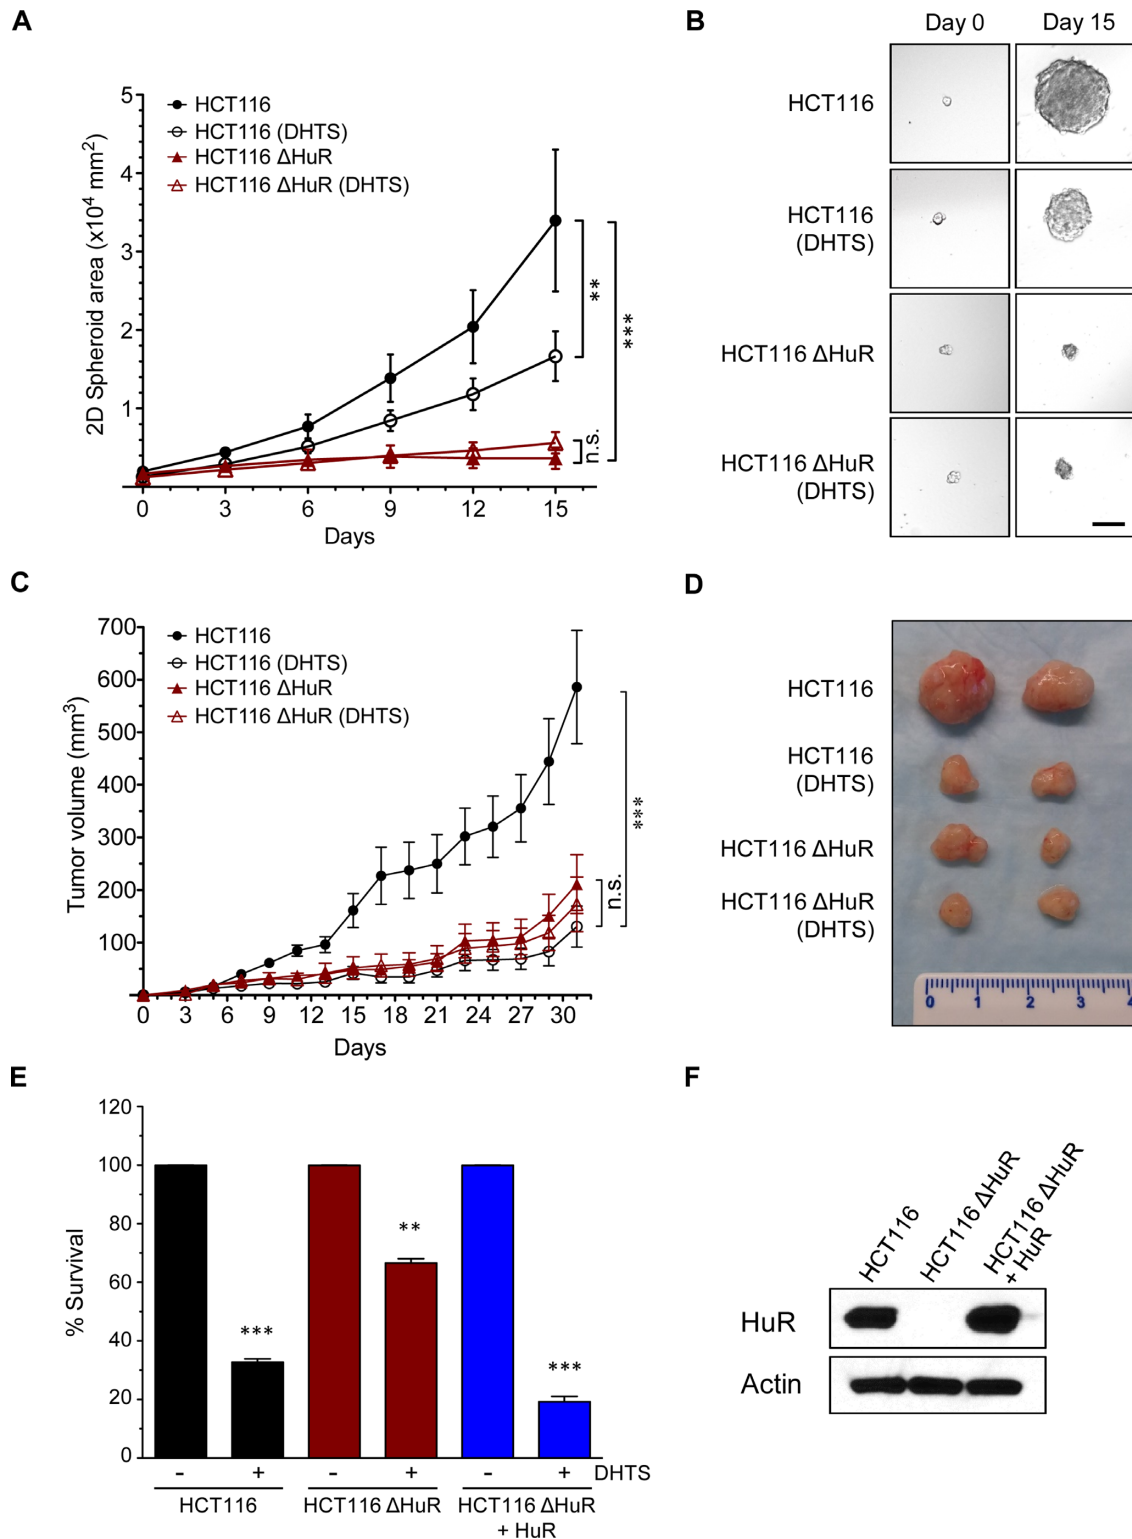 A
5
4
3
2
1
2D Spheroid area (x10⁴ mm²)
HCT116
HCT116 (DHTS)
HCT116 ΔHuR
HCT116 ΔHuR (DHTS)
**
***
n.s.
0 3 6 9 12 15
Days
B
Day 0 Day 15
HCT116
HCT116
(DHTS)
HCT116 ΔHuR
HCT116 ΔHuR
(DHTS)
C
700
600
500
400
300
200
100
Tumor volume (mm³)
HCT116
HCT116 (DHTS)
HCT116 ΔHuR
HCT116 ΔHuR (DHTS)
***
n.s.
0 3 6 9 12 15 18 21 24 27 30
Days
D
HCT116
HCT116
(DHTS)
HCT116 ΔHuR
HCT116 ΔHuR
(DHTS)
0 1 2 3 4
E
120
100
80
60
40
20
0
% Survival
***
**
***
- + - + - + DHTS
HCT116 HCT116 ΔHuR HCT116 ΔHuR
+ HuR
F
HCT116
HCT116 ΔHuR
HCT116 ΔHuR
+ HuR
HuR
Actin